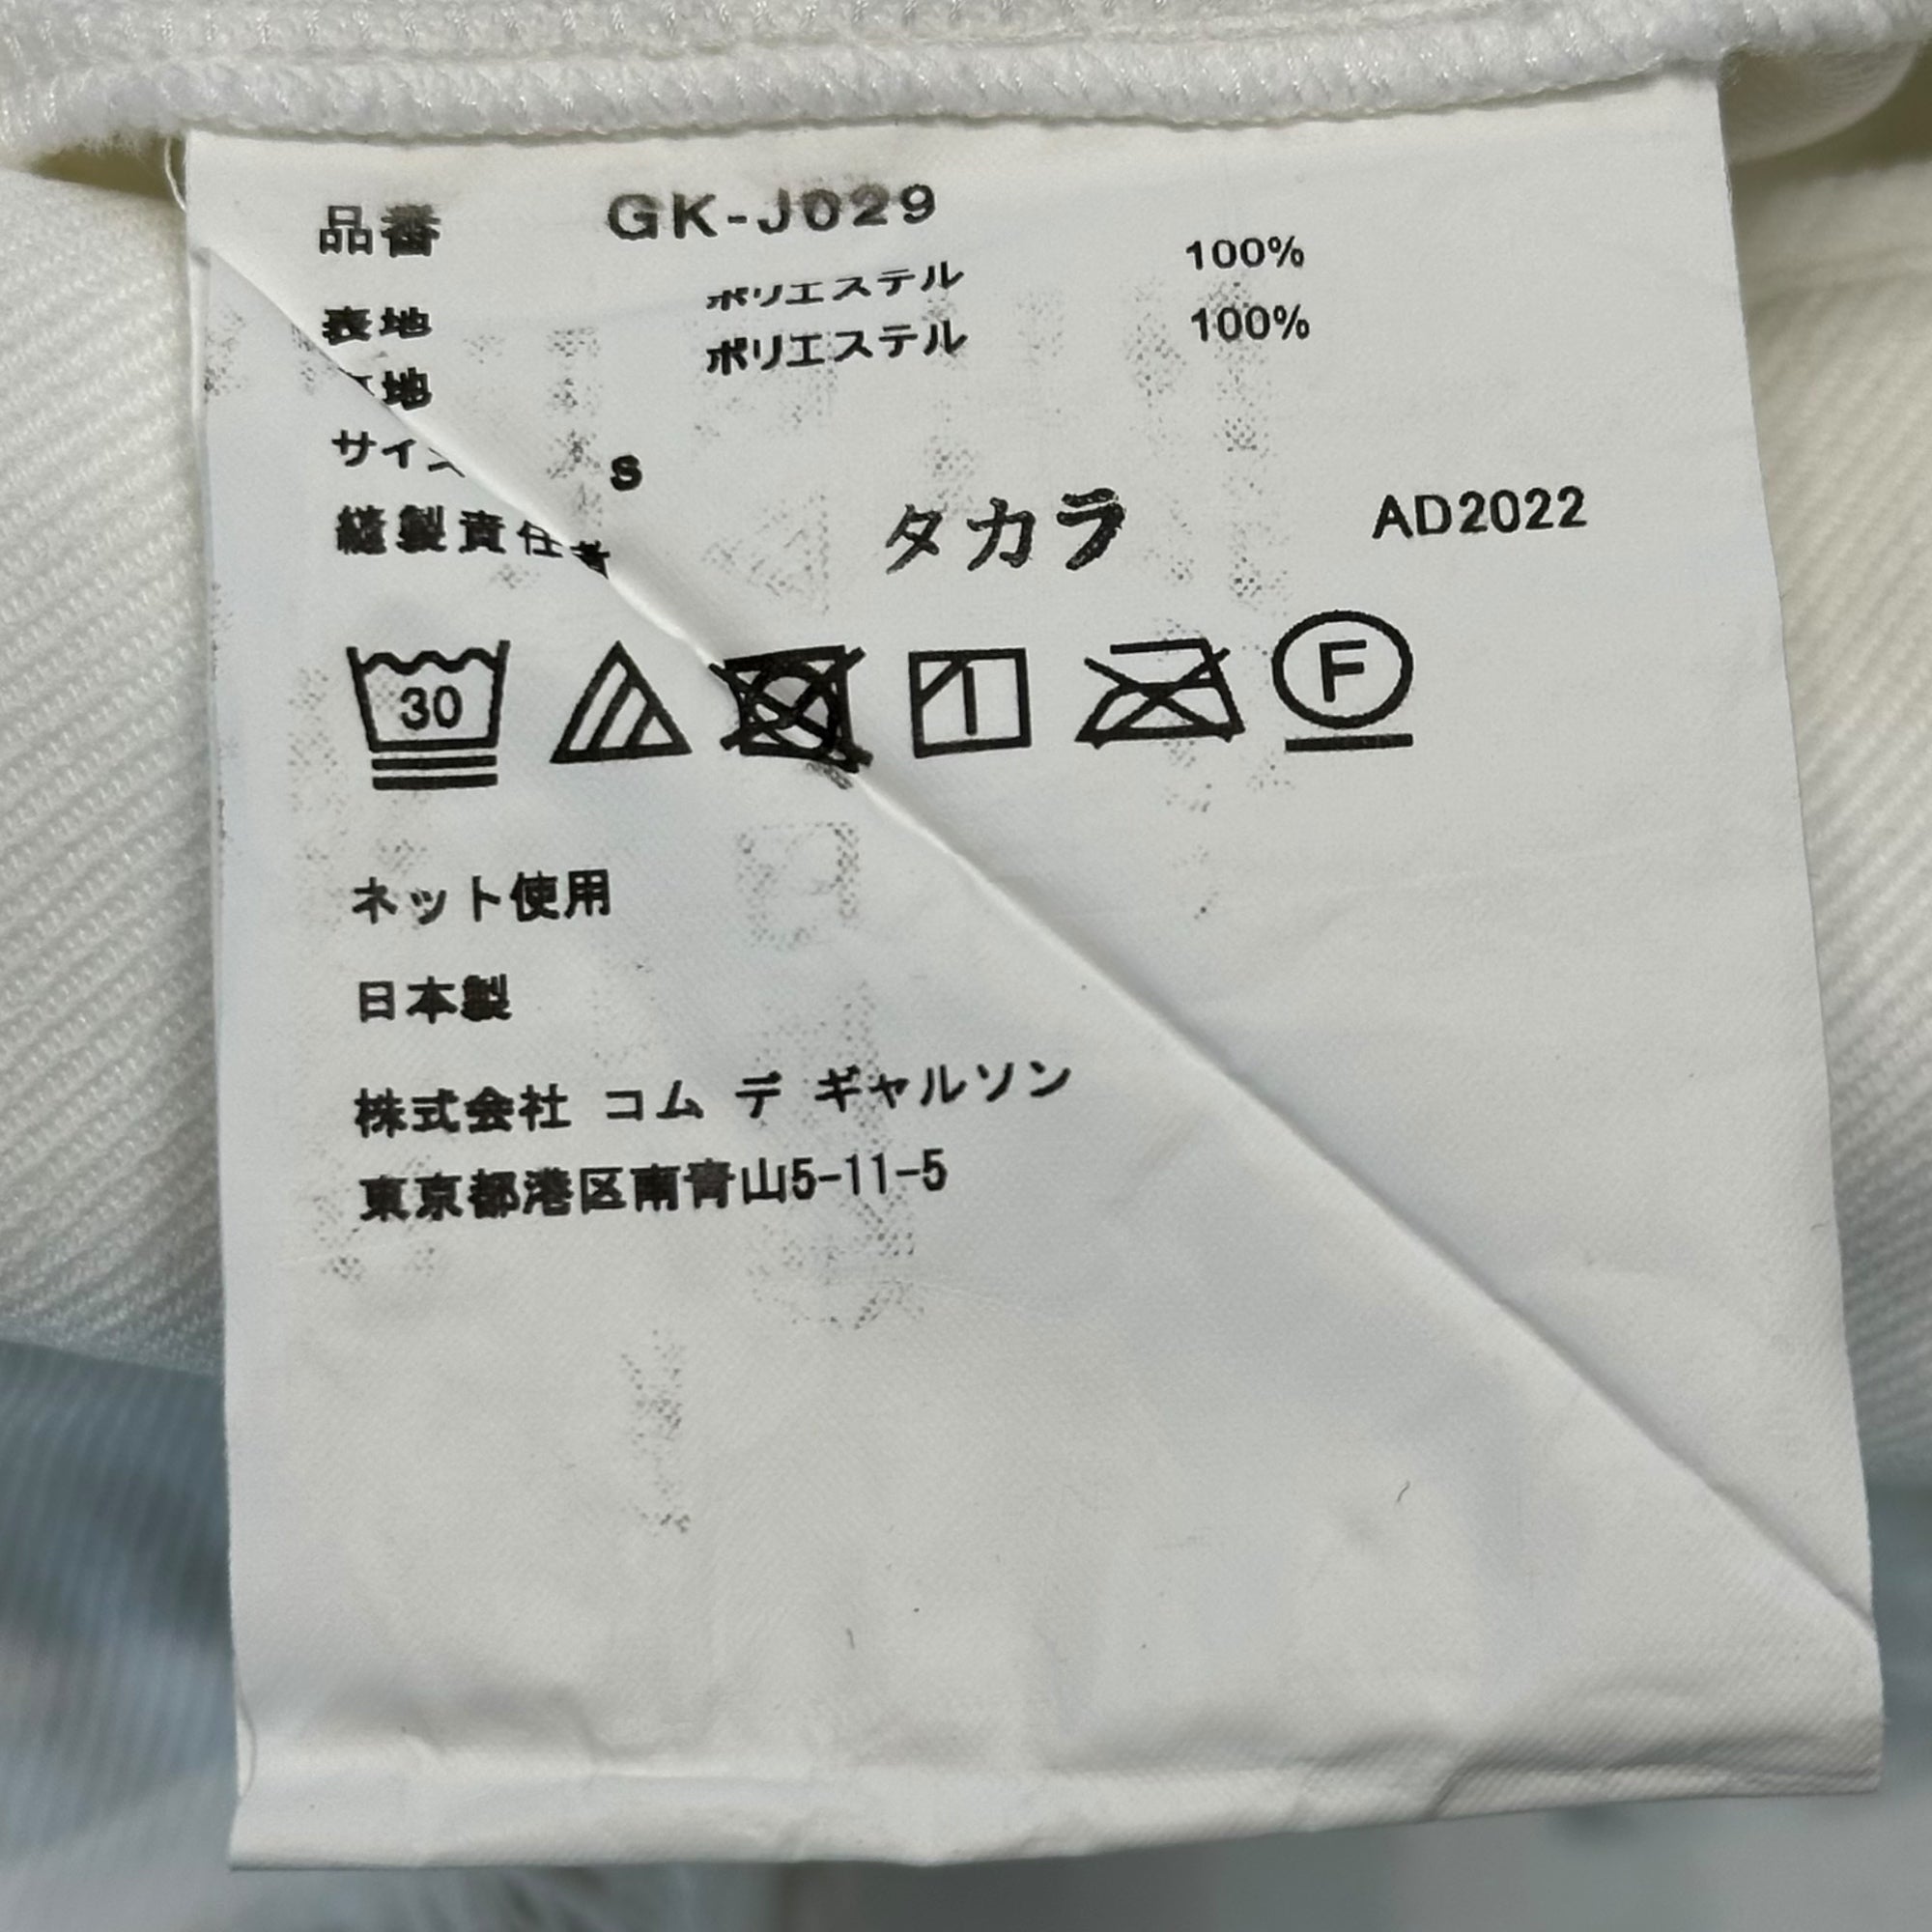 品番 GK-J029
表地 ポリエステル 100%
地 ポリエステル 100%
サイズ S
縫製責任者 タカラ AD2022
30 F
ネット使用
日本製
株式会社 コム デ ギャルソン
東京都港区南青山5-11-5